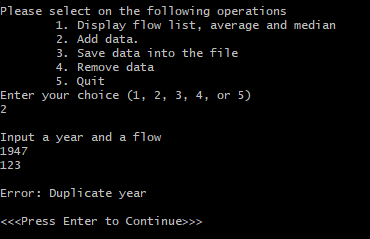 Please select on the following operations
1. Display flow list, average and median
2. Add data.
3. Save data into the file
4. Remove data
5. Quit
Enter your choice (1, 2, 3, 4, or 5)
2
Input a year and a flow
1947
123
Error: Duplicate year
<<<Press Enter to Continue>>>